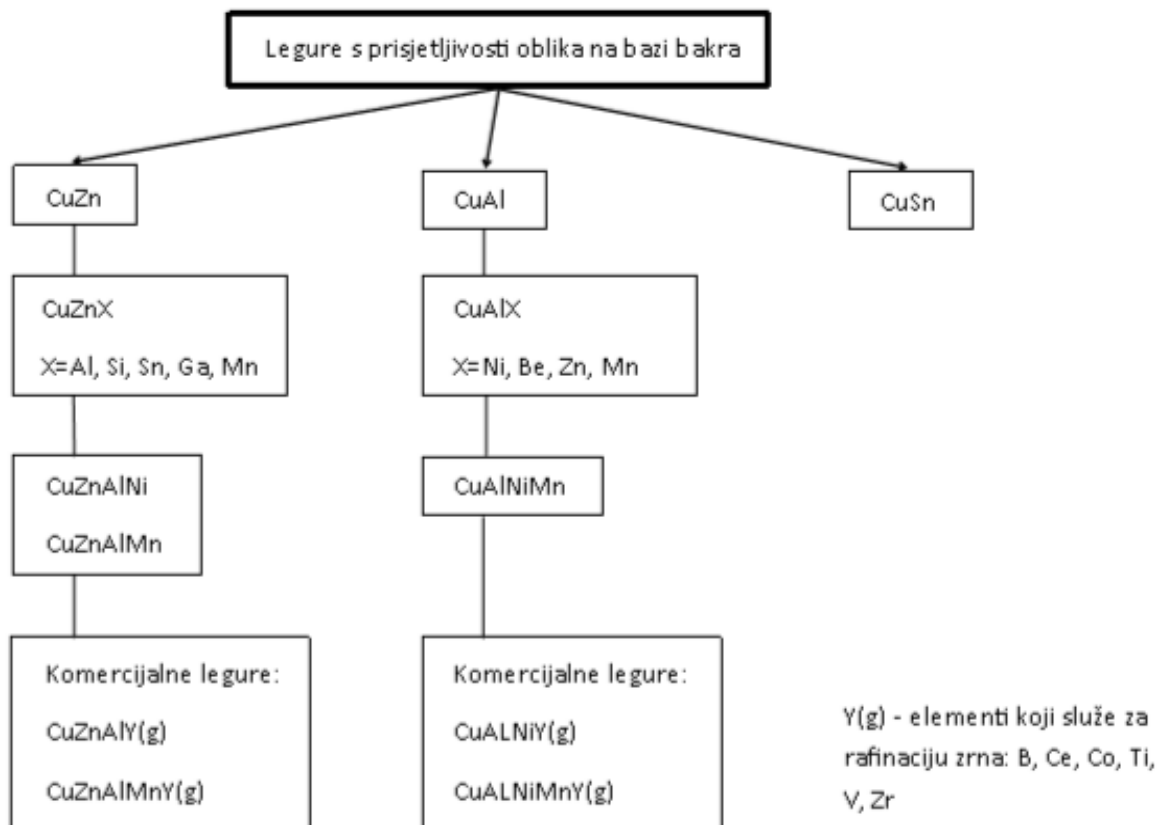 Legure s prisjetljivosti oblika na bazi bakra
CuZn
CuAl
CuSn
CuZnX
X=Al, Si, Sn, Ga, Mn
CuAlX
X=Ni, Be, Zn, Mn
CuZnAlNi
CuZnAlMn
CuAlNiMn
Komercijalne legure:
CuZnAlY(g)
CuZnAlMnY(g)
Komercijalne legure:
CuALNiY(g)
CuALNiMnY(g)
Y(g) - elementi koji služe za
rafinaciju zrna: B, Ce, Co, Ti,
V, Zr